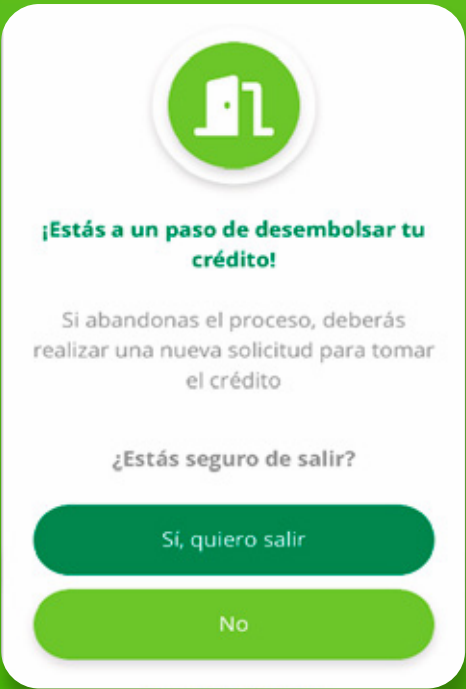 ¡Estás a un paso de desembolsar tu
crédito!
Si abandonas el proceso, deberás
realizar una nueva solicitud para tomar
el crédito
¿Estás seguro de salir?
Sí, quiero salir
No